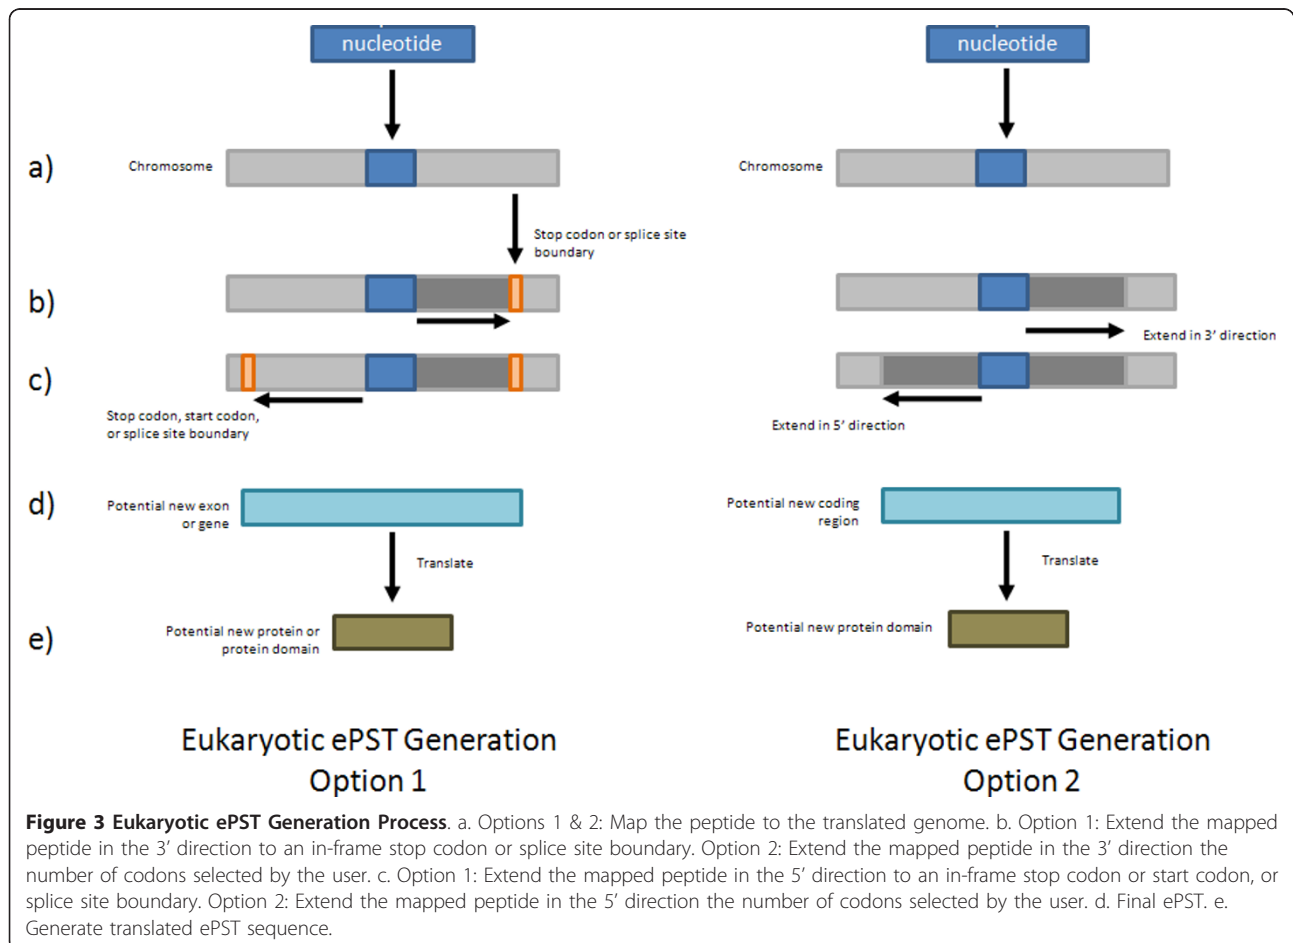 nucleotide
nucleotide
a)
Chromosome
Chromosome
Stop codon or splice site
boundary
b)
Extend in 3’ direction
c)
Stop codon, start codon,
or splice site boundary
Extend in 5’ direction
d)
Potential new exon
or gene
Potential new coding
region
Translate
Translate
e)
Potential new protein or
protein domain
Potential new protein domain
Eukaryotic ePST Generation
Option 1
Eukaryotic ePST Generation
Option 2
Figure 3 Eukaryotic ePST Generation Process. a. Options 1 & 2: Map the peptide to the translated genome. b. Option 1: Extend the mapped
peptide in the 3’ direction to an in-frame stop codon or splice site boundary. Option 2: Extend the mapped peptide in the 3’ direction the
number of codons selected by the user. c. Option 1: Extend the mapped peptide in the 5’ direction to an in-frame stop codon or start codon, or
splice site boundary. Option 2: Extend the mapped peptide in the 5’ direction the number of codons selected by the user. d. Final ePST. e.
Generate translated ePST sequence.